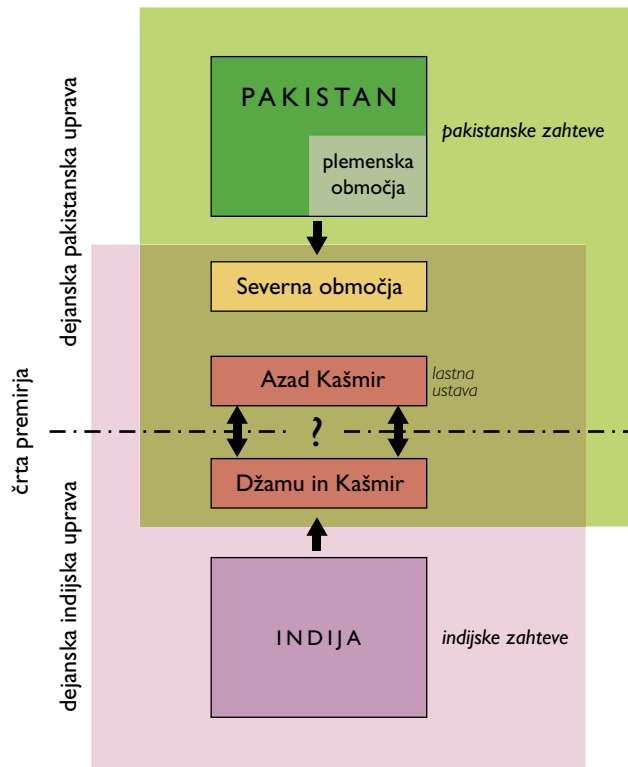 dejanska pakistanska uprava
PAKISTAN
pakistanske zahteve
plemenska
območja
Severna območja
Azad Kašmir
lastna
ustava
črta premirja
?
Džamu in Kašmir
dejanska indijska uprava
INDIJA
indijske zahteve